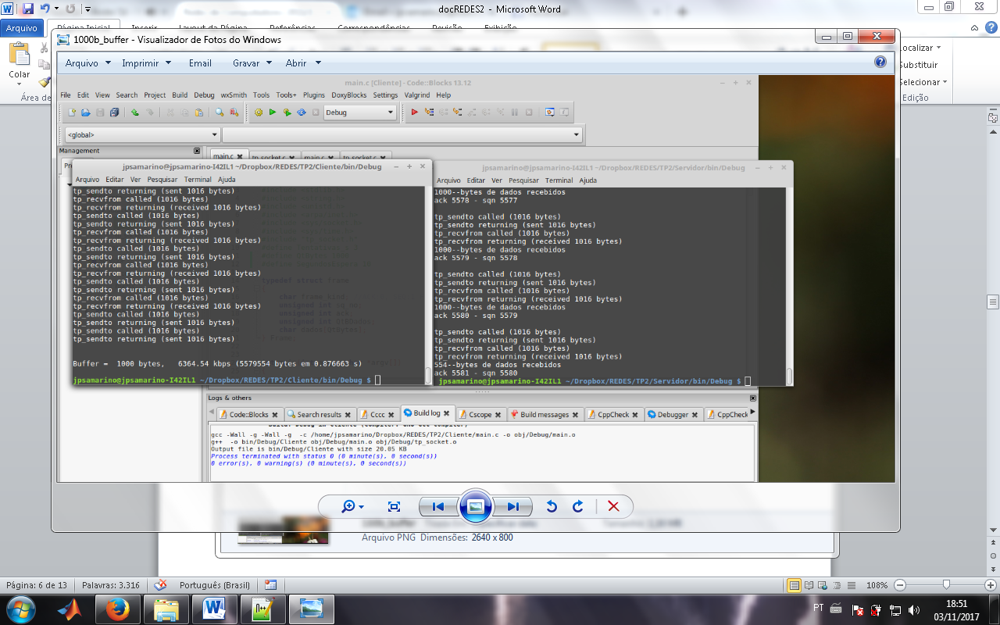 docREDES2 - Microsoft Word
Arquivo
Página Inicial
Inserir
Layout da Página
Referências
Correspondências
Revisão
Exibição
1000b_buffer - Visualizador de Fotos do Windows
Colar
Localizar
Substituir
Selecionar
Edição
Área de
Arquivo Imprimir Email Gravar Abrir
main.c [Cliente] - Code::Blocks 13.12
File Edit View Search Project Build Debug wxSmith Tools Tools+ Plugins DoxyBlocks Settings Valgrind Help
Debug
<global>
Management
main.c tp_socket.c main.c tp_socket.c
jpsamarino@jpsamarino-I42IL1 ~/Dropbox/REDES/TP2/Cliente/bin/Debug
Arquivo Editar Ver Pesquisar Terminal Ajuda
tp_sendto returning (sent 1016 bytes)
tp_recvfrom called (1016 bytes)
tp_recvfrom returning (received 1016 bytes)
tp_sendto called (1016 bytes)
tp_sendto returning (sent 1016 bytes)
tp_recvfrom called (1016 bytes)
tp_recvfrom returning (received 1016 bytes)
tp_sendto called (1016 bytes)
tp_sendto returning (sent 1016 bytes)
tp_recvfrom called (1016 bytes)
tp_recvfrom returning (received 1016 bytes)
tp_sendto called (1016 bytes)
tp_sendto returning (sent 1016 bytes)
tp_recvfrom called (1016 bytes)
tp_recvfrom returning (received 1016 bytes)
tp_sendto called (1016 bytes)
tp_sendto returning (sent 1016 bytes)
tp_sendto called (1016 bytes)
tp_sendto returning (sent 1016 bytes)
Buffer =  1000 bytes,   6364.54 kbps (5579554 bytes em 0.876663 s)
jpsamarino@jpsamarino-I42IL1 ~/Dropbox/REDES/TP2/Cliente/bin/Debug $
jpsamarino@jpsamarino-I42IL1 ~/Dropbox/REDES/TP2/Servidor/bin/Debug
Arquivo Editar Ver Pesquisar Terminal Ajuda
1000--bytes de dados recebidos
ack 5578 - sqn 5577
tp_sendto called (1016 bytes)
tp_sendto returning (sent 1016 bytes)
tp_recvfrom called (1016 bytes)
tp_recvfrom returning (received 1016 bytes)
1000--bytes de dados recebidos
ack 5579 - sqn 5578
tp_sendto called (1016 bytes)
tp_sendto returning (sent 1016 bytes)
tp_recvfrom called (1016 bytes)
tp_recvfrom returning (received 1016 bytes)
1000--bytes de dados recebidos
ack 5580 - sqn 5579
tp_sendto called (1016 bytes)
tp_sendto returning (sent 1016 bytes)
tp_recvfrom called (1016 bytes)
tp_recvfrom returning (received 1016 bytes)
554--bytes de dados recebidos
ack 5581 - sqn 5580
jpsamarino@jpsamarino-I42IL1 ~/Dropbox/REDES/TP2/Servidor/bin/Debug $
Logs & others
Code::Blocks Search results Cccc Build log Cscope Build messages CppCheck Debugger CppCheck
gcc -Wall -g -Wall -g  -c /home/jpsamarino/Dropbox/REDES/TP2/Cliente/main.c -o obj/Debug/main.o
g++  -o bin/Debug/Cliente obj/Debug/main.o obj/Debug/tp_socket.o
Output file is bin/Debug/Cliente with size 20.05 KB
Process terminated with status 0 (0 minute(s), 0 second(s))
0 error(s), 0 warning(s) (0 minute(s), 0 second(s))
Arquivo PNG Dimensões: 2640 x 800
Página: 6 de 13 Palavras: 3.316 Português (Brasil) 108%
PT
18:51
03/11/2017